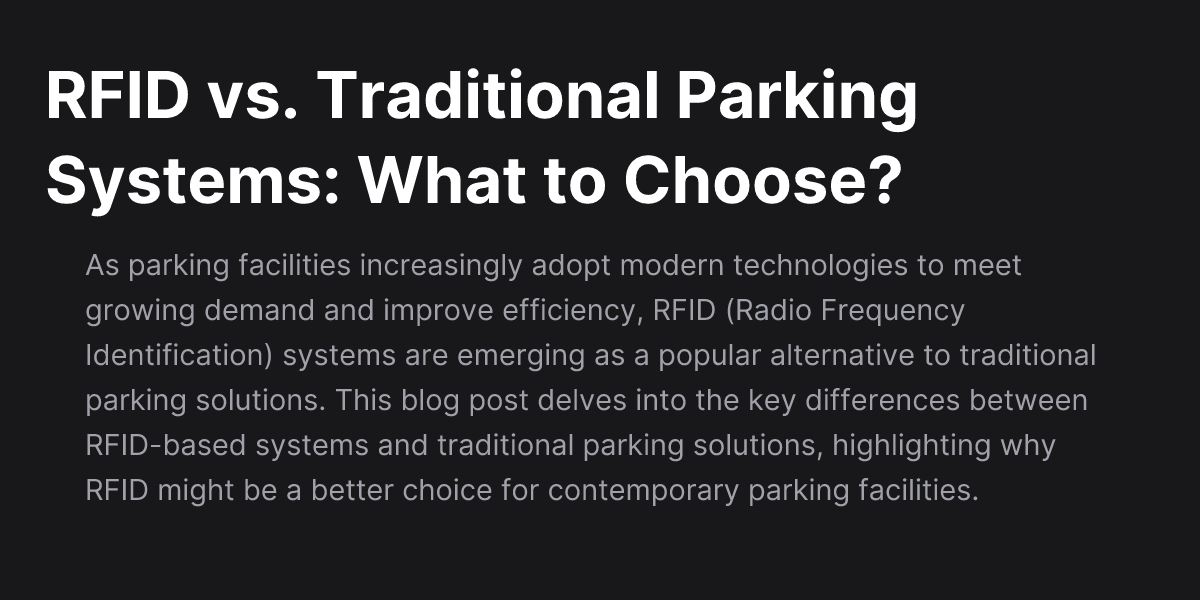 RFID vs. Traditional Parking
Systems: What to Choose?
As parking facilities increasingly adopt modern technologies to meet
growing demand and improve efficiency, RFID (Radio Frequency
Identification) systems are emerging as a popular alternative to traditional
parking solutions. This blog post delves into the key differences between
RFID-based systems and traditional parking solutions, highlighting why
RFID might be a better choice for contemporary parking facilities.